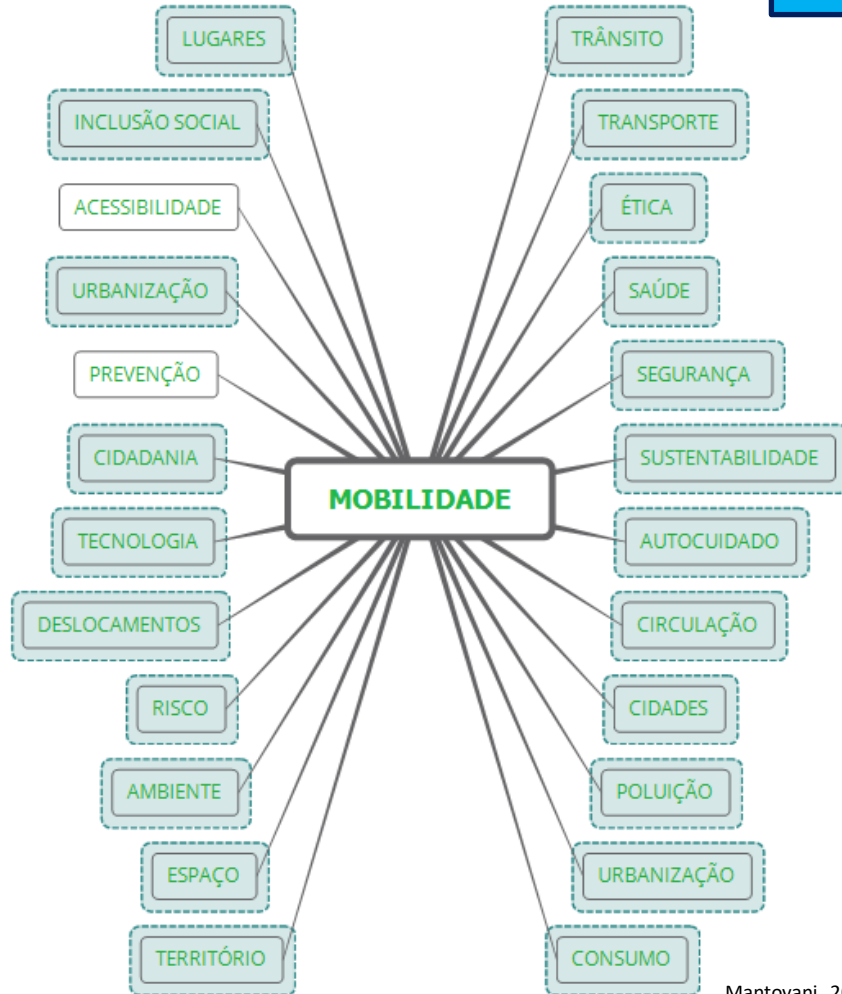 LUGARES
INCLUSÃO SOCIAL
ACESSIBILIDADE
URBANIZAÇÃO
PREVENÇÃO
CIDADANIA
TECNOLOGIA
DESLOCAMENTOS
RISCO
AMBIENTE
ESPAÇO
TERRITÓRIO
MOBILIDADE
TRÂNSITO
TRANSPORTE
ÉTICA
SAÚDE
SEGURANÇA
SUSTENTABILIDADE
AUTOCUIDADO
CIRCULAÇÃO
CIDADES
POLUIÇÃO
URBANIZAÇÃO
CONSUMO
Mantovani,